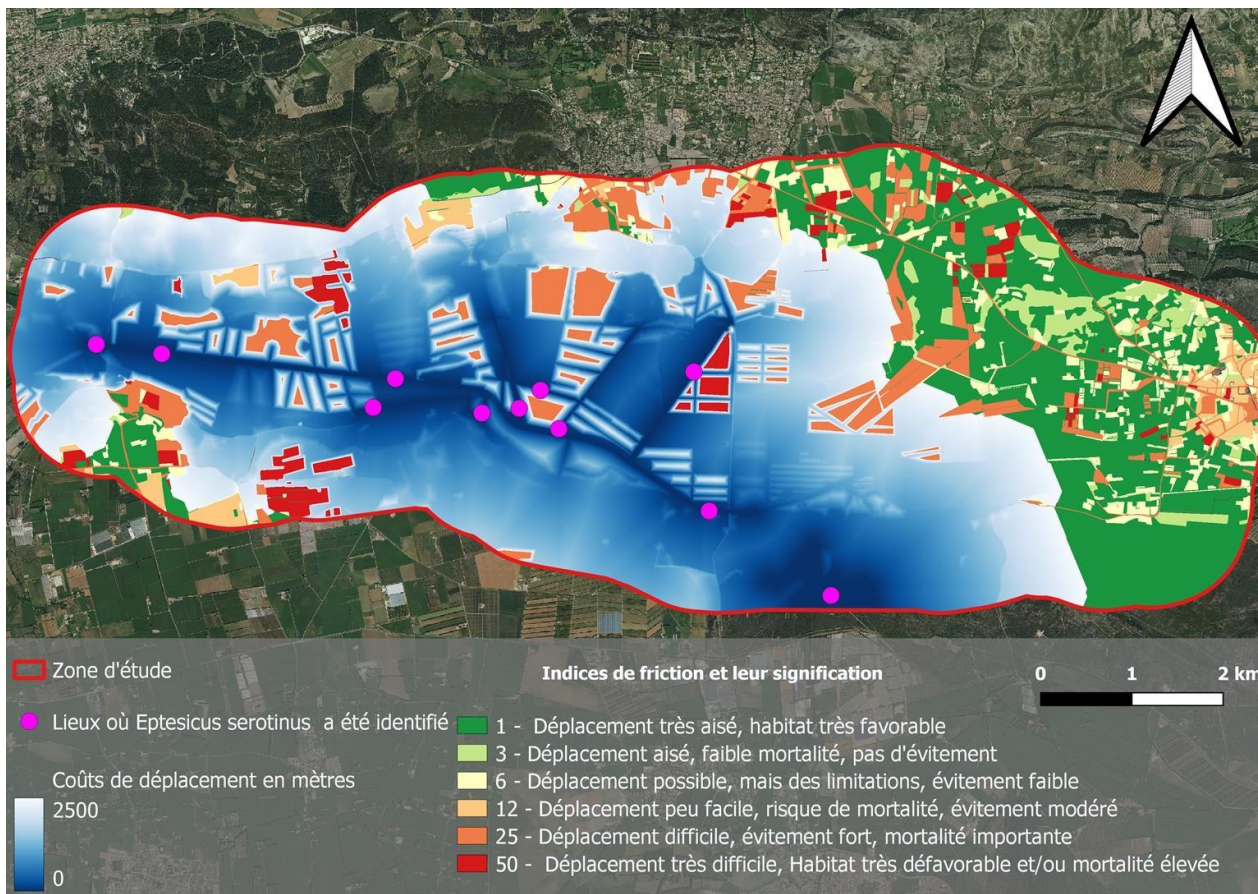 Zone d'étude
Indices de friction et leur signification
0 1 2 km
Lieux où Eptesicus serotinus a été identifié
1 - Déplacement très aisé, habitat très favorable
3 - Déplacement aisé, faible mortalité, pas d'évitement
Coûts de déplacement en mètres
6 - Déplacement possible, mais des limitations, évitement faible
2500
12 - Déplacement peu facile, risque de mortalité, évitement modéré
25 - Déplacement difficile, évitement fort, mortalité importante
0
50 - Déplacement très difficile, Habitat très défavorable et/ou mortalité élevée